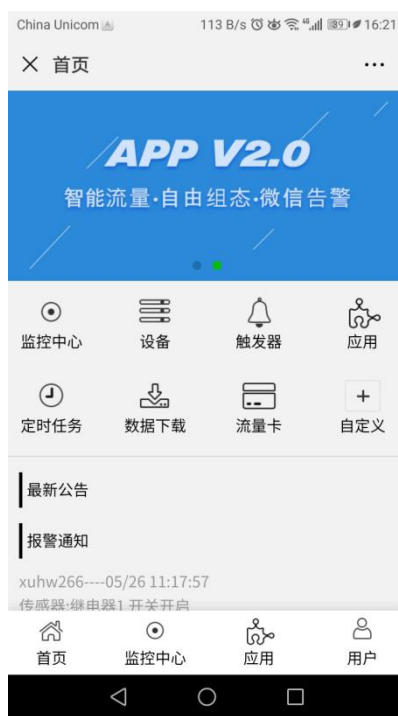 China Unicom 113 B/s 46 89 16:21
首页
APP V2.0
智能流量·自由组态·微信告警
监控中心 设备 触发器 应用
定时任务 数据下载 流量卡 自定义
最新公告
报警通知
xuhw266----05/26 11:17:57
传感器:继电器1 开关开启
首页 监控中心 应用 用户